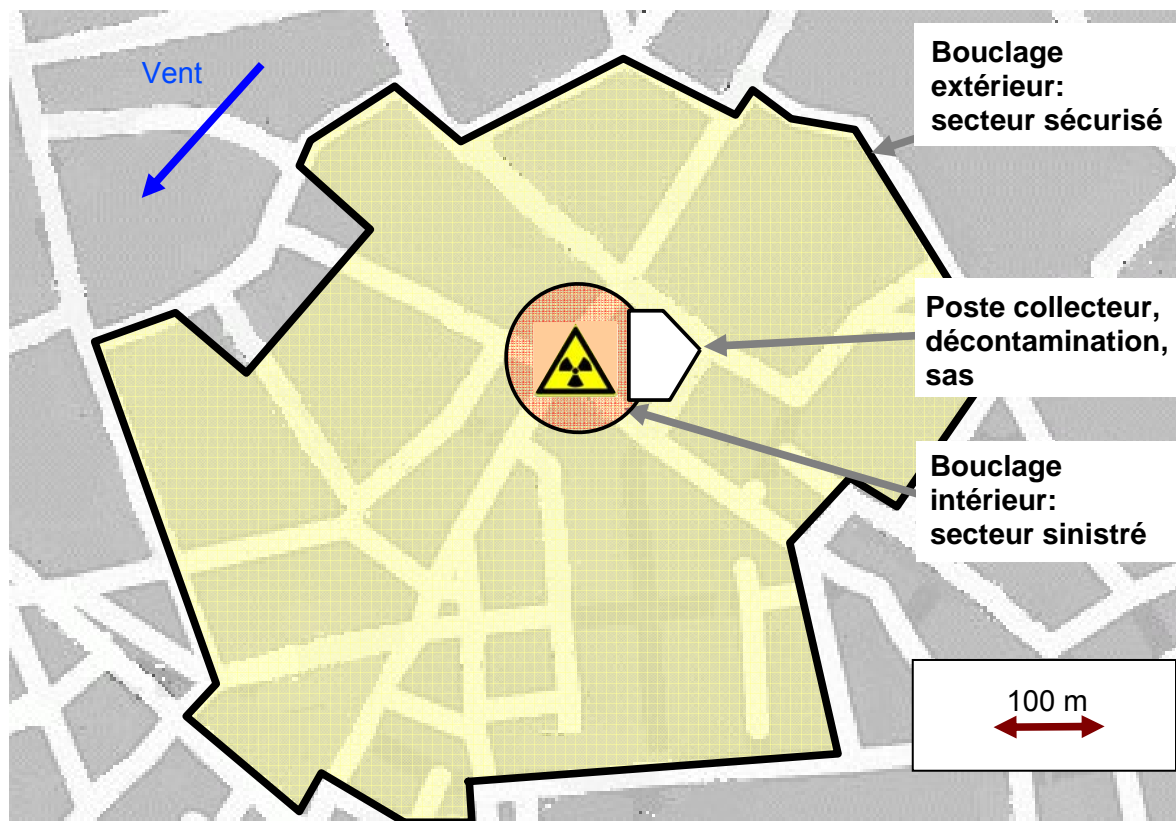 Vent
Bouclage
extérieur:
secteur sécurisé
Poste collecteur,
décontamination,
sas
Bouclage
intérieur:
secteur sinistré
100 m